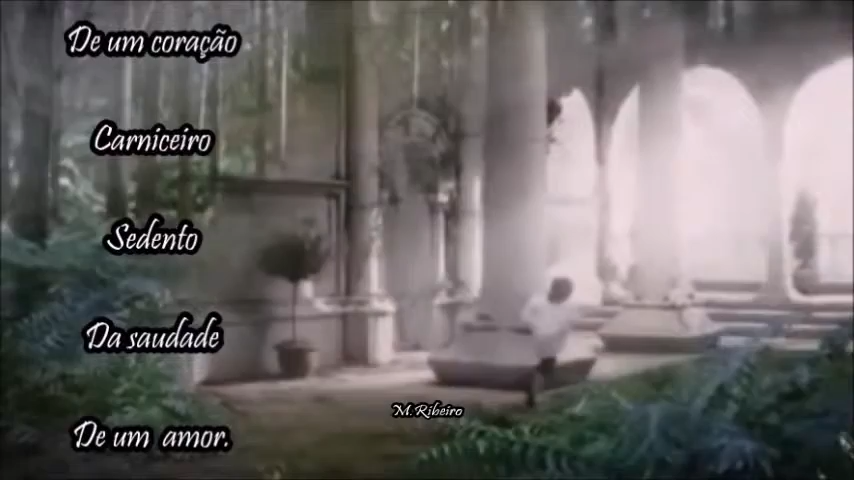 De um coração
Carniceiro
Sedento
Da saudade
De um amor.
M. Ribeiro